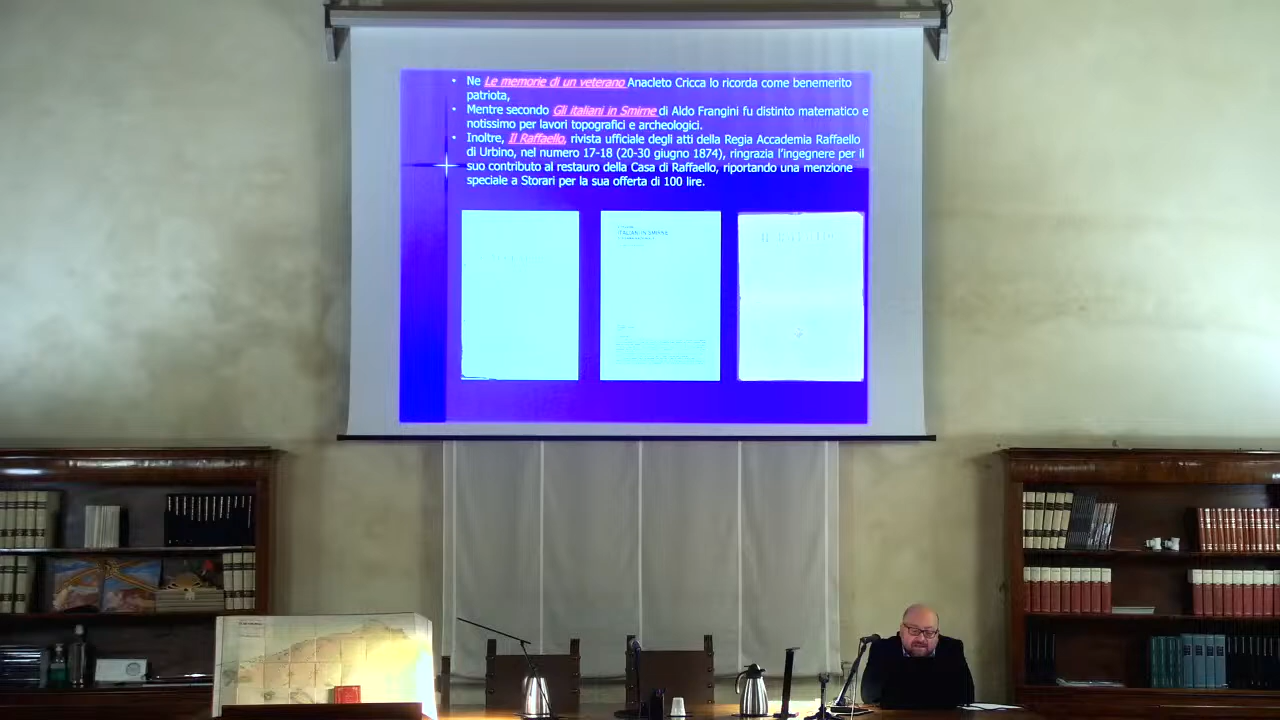 • Ne Le memorie di un veterano Anacleto Cricca lo ricorda come benemerito
patriota,
• Mentre secondo Gli italiani in Smirne di Aldo Frangini fu distinto matematico e
notissimo per lavori topografici e archeologici.
• Inoltre, Il Raffaello, rivista ufficiale degli atti della Regia Accademia Raffaello
di Urbino, nel numero 17-18 (20-30 giugno 1874), ringrazia l'ingegnere per il
suo contributo al restauro della Casa di Raffaello, riportando una menzione
speciale a Storari per la sua offerta di 100 lire.
ITALIANI IN SMIRNE